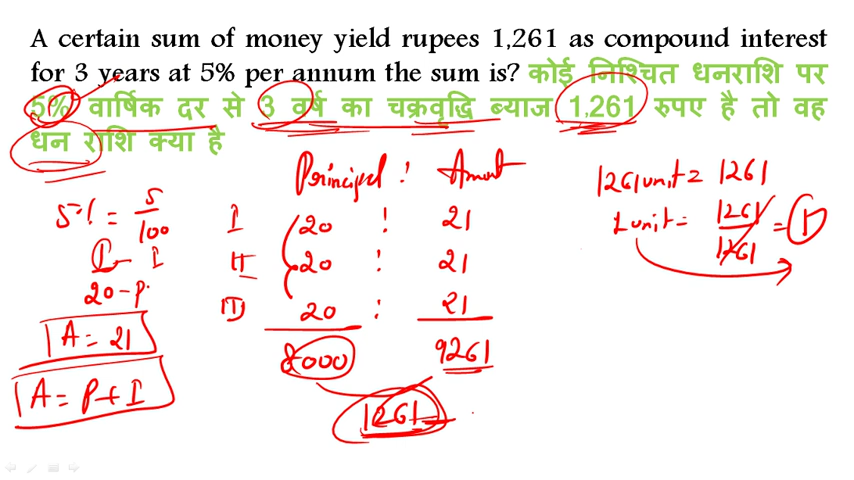 A certain sum of money yield rupees 1,261 as compound interest
for 3 years at 5% per annum the sum is? कोई निश्चित धनराशि पर
5% वार्षिक दर से 3 वर्ष का चक्रवृद्धि ब्याज 1,261 रुपए है तो वह
धन राशि क्या है
Principal : Amount
1261 unit = 1261
5% = 5/100
I 20 : 21
1 unit = 1261/1261 = 1
1 - I
II 20 : 21
20 - P.
III 20 : 21
A = 21
8000 9261
A = P + I
1261